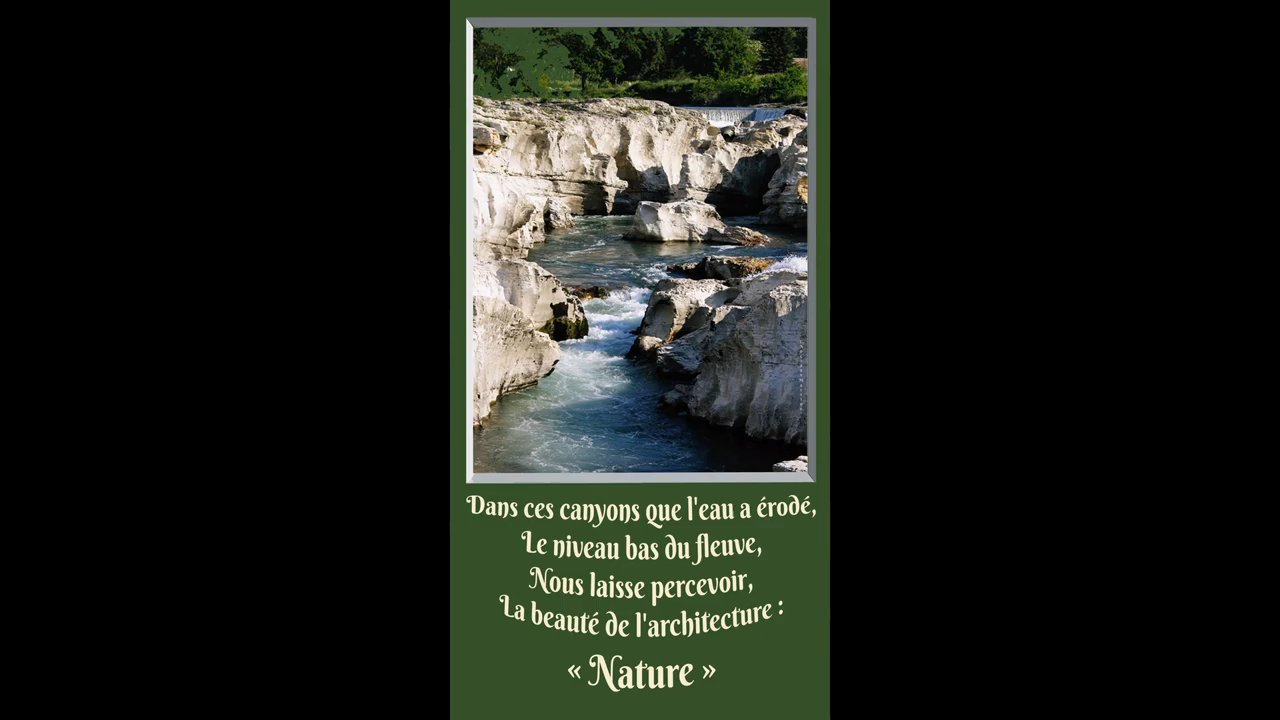 Dans ces canyons que l'eau a érodé,
Le niveau bas du fleuve,
Nous laisse percevoir,
La beauté de l'architecture :
« Nature »